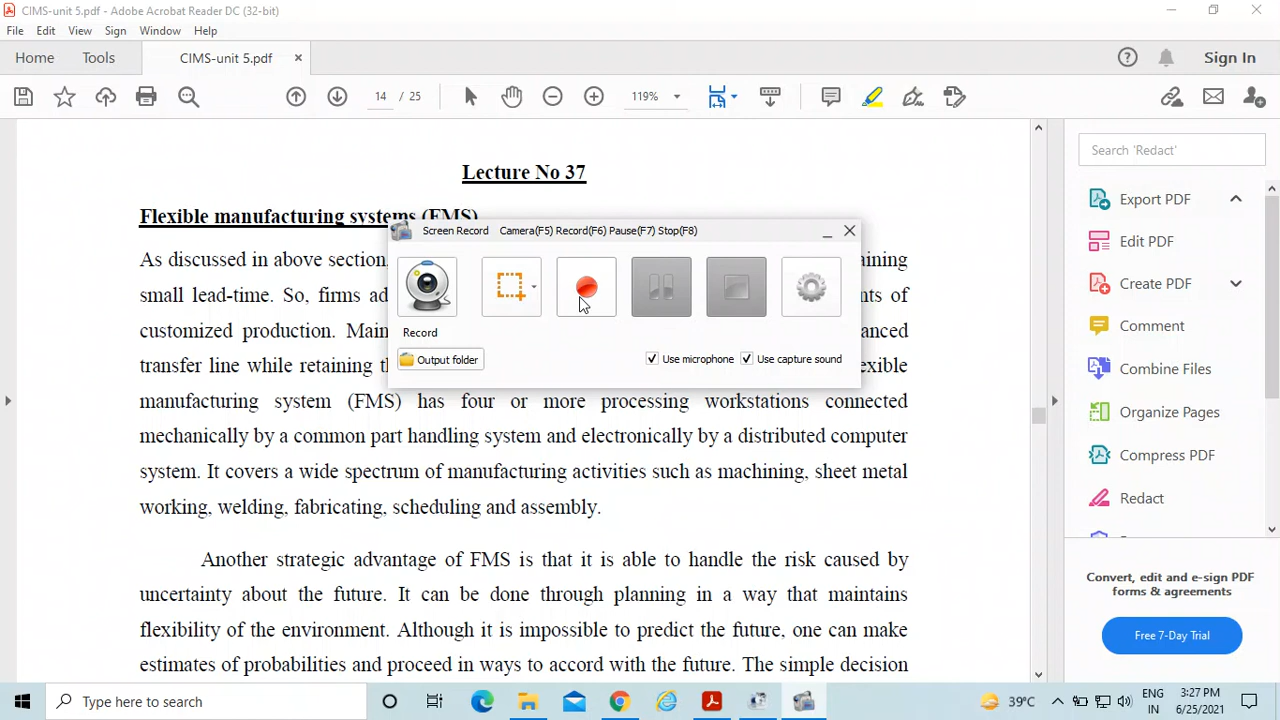 CIMS-unit 5.pdf - Adobe Acrobat Reader DC (32-bit)
File Edit View Sign Window Help
Home Tools CIMS-unit 5.pdf × Sign In
14 / 25 119%
Lecture No 37
Flexible manufacturing systems (FMS)
As discussed in above section, aining
small lead-time. So, firms ad nts of
customized production. Main anced
transfer line while retaining th exible
manufacturing system (FMS) has four or more processing workstations connected
mechanically by a common part handling system and electronically by a distributed computer
system. It covers a wide spectrum of manufacturing activities such as machining, sheet metal
working, welding, fabricating, scheduling and assembly.
Another strategic advantage of FMS is that it is able to handle the risk caused by
uncertainty about the future. It can be done through planning in a way that maintains
flexibility of the environment. Although it is impossible to predict the future, one can make
estimates of probabilities and proceed in ways to accord with the future. The simple decision
Screen Record Camera(F5) Record(F6) Pause(F7) Stop(F8)
Record
Output folder Use microphone Use capture sound
Search 'Redact'
Export PDF
Edit PDF
Create PDF
Comment
Combine Files
Organize Pages
Compress PDF
Redact
Convert, edit and e-sign PDF
forms & agreements
Free 7-Day Trial
Type here to search
39°C
ENG
IN
3:27 PM
6/25/2021